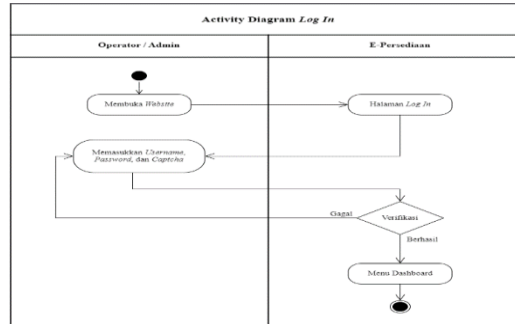 Activity Diagram Log In
Operator / Admin
E-Persediaan
Membuka Website
Halaman Log In
Memasukkan Username,
Password, dan Captcha
Gagal
Verifikasi
Berhasil
Menu Dashboard